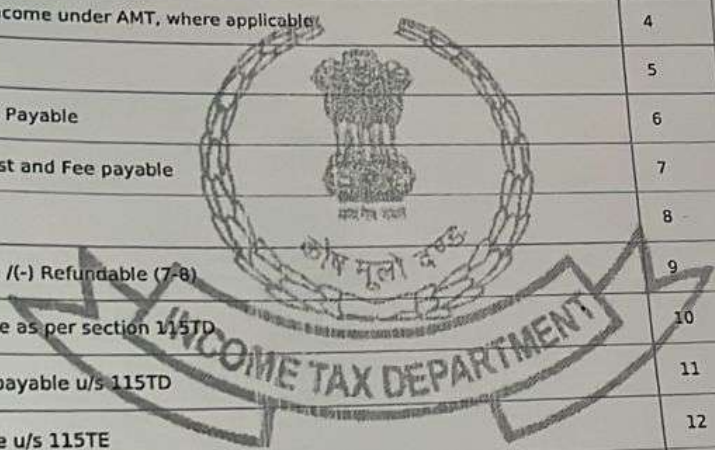 come under AMT, where applicable 4
5
Payable 6
st and Fee payable 7
8
/(-) Refundable (7-8) 9
e as per section 115TD 10
payable u/s 115TD 11
e u/s 115TE 12
सत्यमेव जयते
कोष मूलो दण्डः
INCOME TAX DEPARTMENT